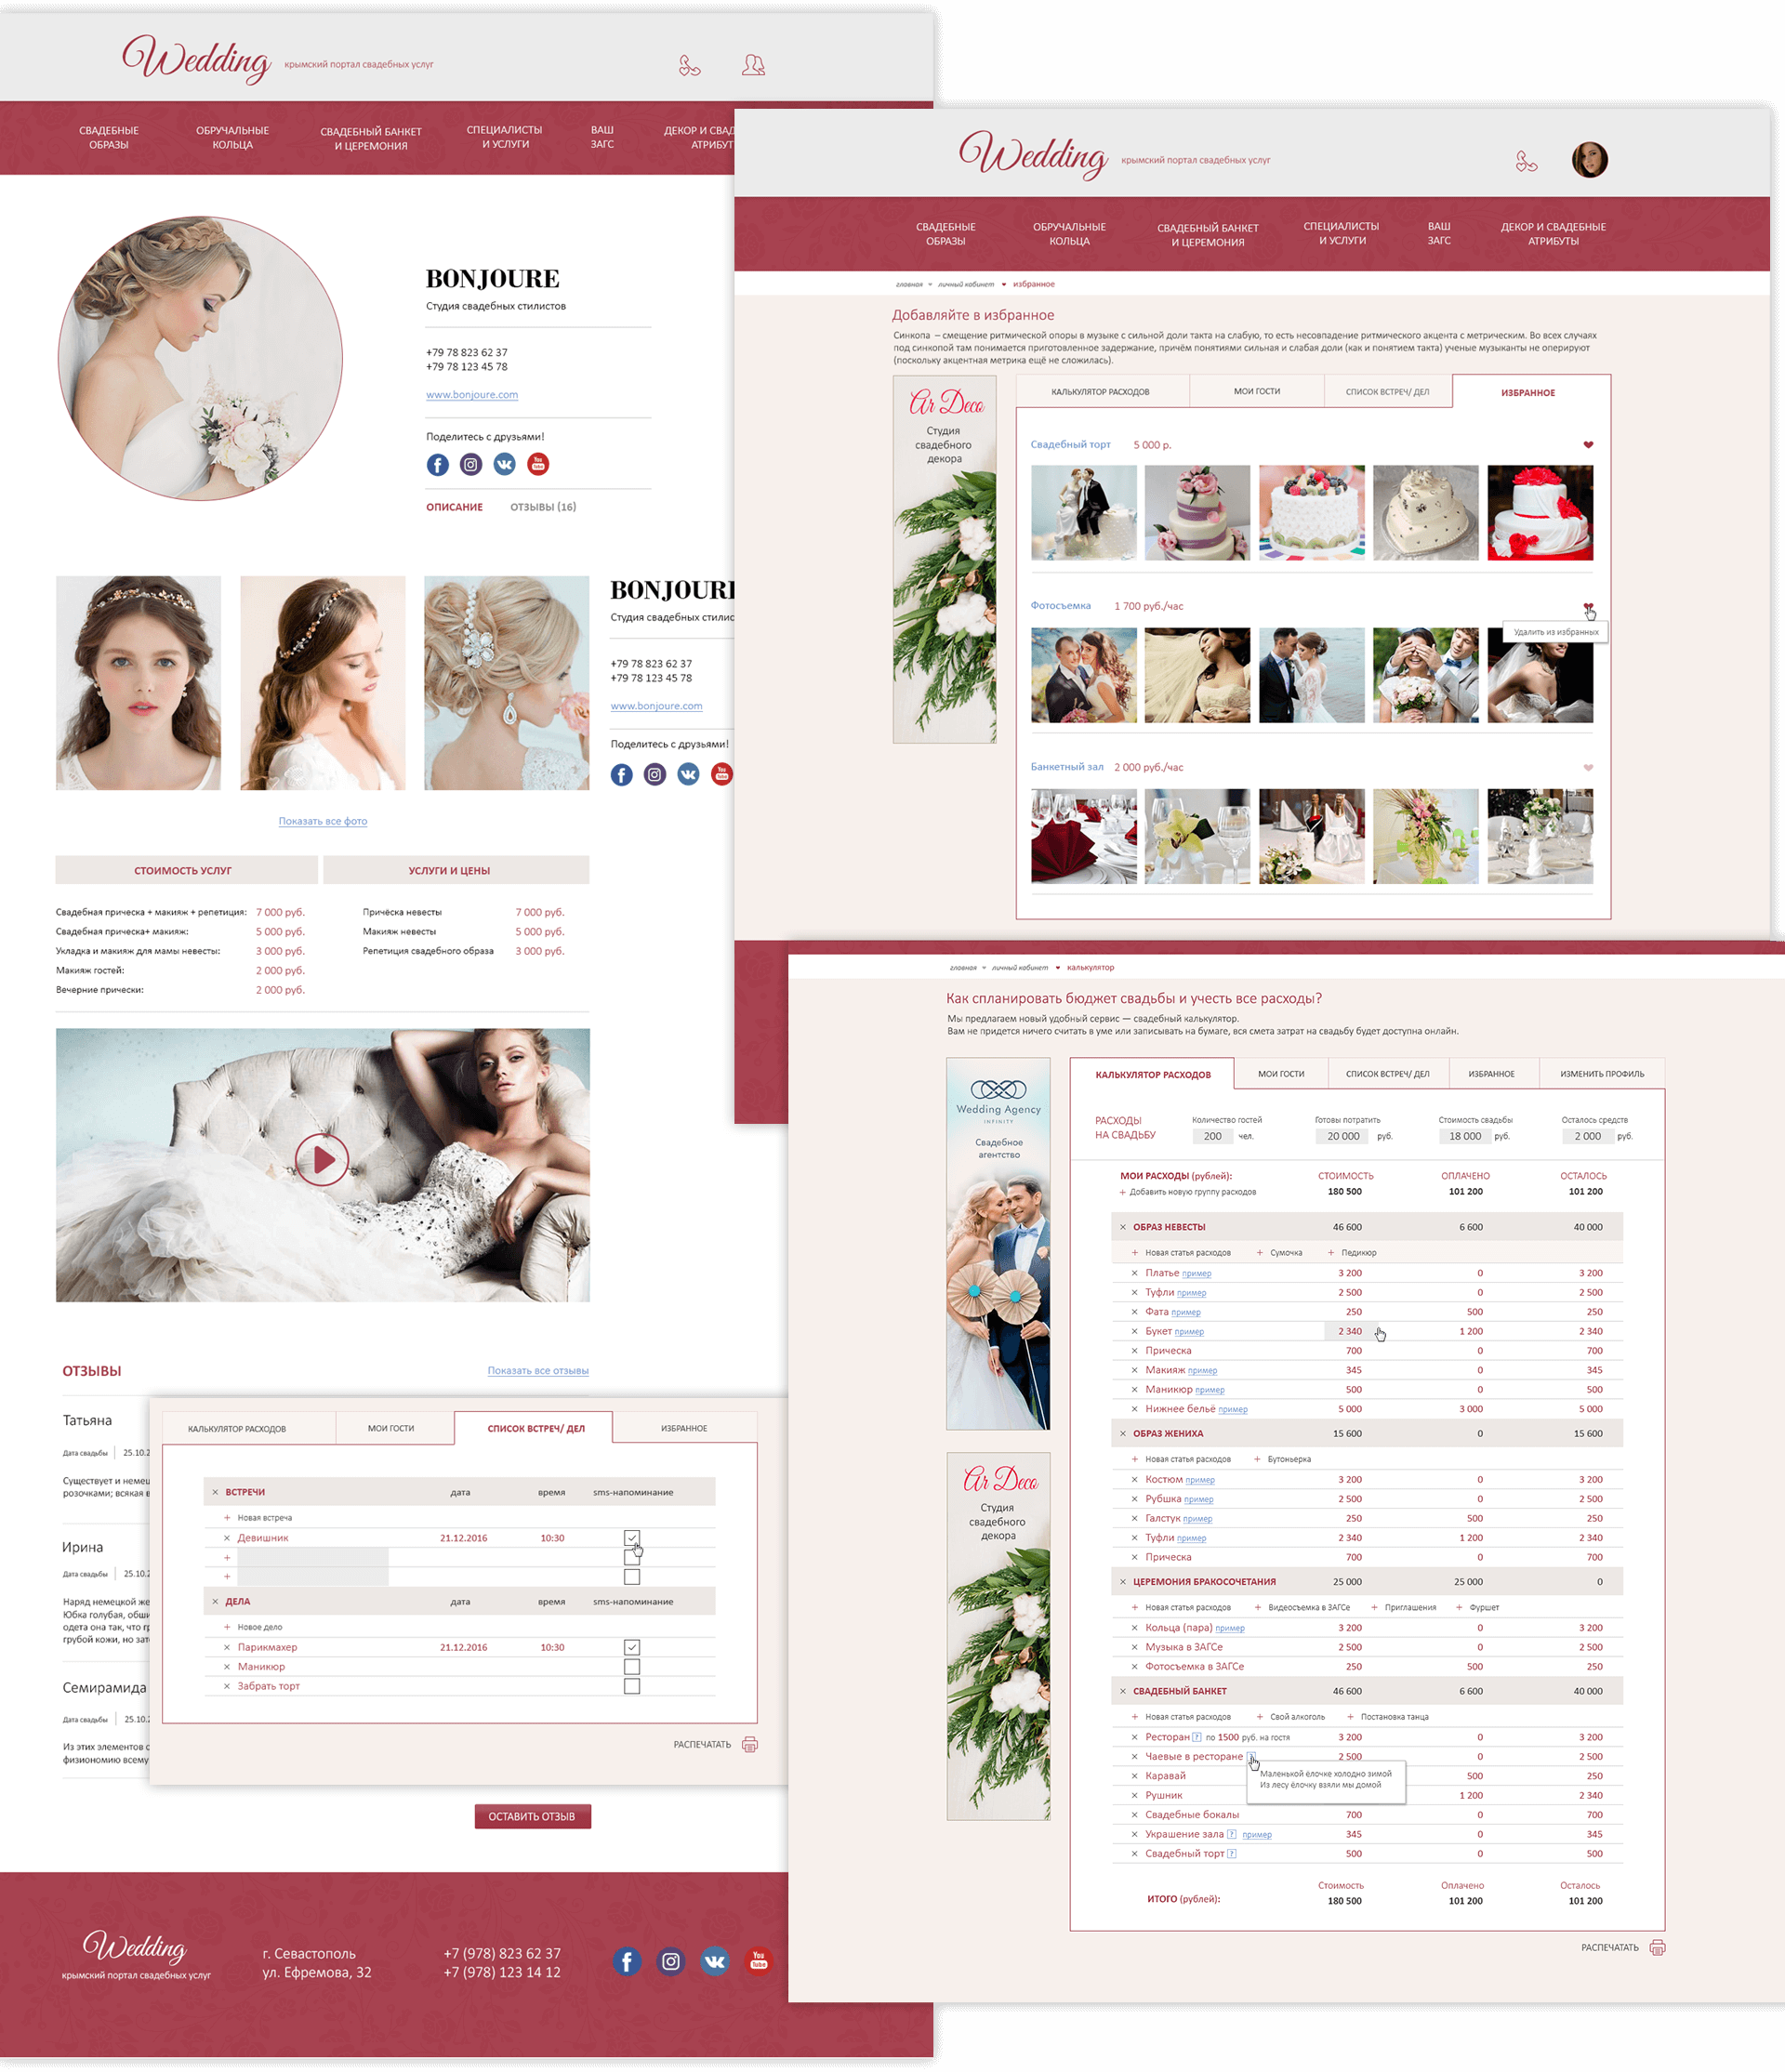 Wedding
крымский портал свадебных услуг
СВАДЕБНЫЕ
ОБРАЗЫ
ОБРУЧАЛЬНЫЕ
КОЛЬЦА
СВАДЕБНЫЙ БАНКЕТ
И ЦЕРЕМОНИЯ
СПЕЦИАЛИСТЫ
И УСЛУГИ
ВАШ
ЗАГС
ДЕКОР И СВАД
АТРИБУТ
BONJOURE
Студия свадебных стилистов
+79 78 823 62 37
+79 78 123 45 78
www.bonjoure.com
Поделитесь с друзьями!
You Tube
ОПИСАНИЕ ОТЗЫВЫ (16)
BONJOURE
Студия свадебных стилис
+79 78 823 62 37
+79 78 123 45 78
www.bonjoure.com
Поделитесь с друзьями!
You Tube
Показать все фото
СТОИМОСТЬ УСЛУГ
Свадебная прическа + макияж + репетиция: 7 000 руб.
Свадебная прическа+ макияж: 5 000 руб.
Укладка и макияж для мамы невесты: 3 000 руб.
Макияж гостей: 2 000 руб.
Вечерние прически: 2 000 руб.
УСЛУГИ И ЦЕНЫ
Причёска невесты 7 000 руб.
Макияж невесты 5 000 руб.
Репетиция свадебного образа 3 000 руб.
ОТЗЫВЫ Показать все отзывы
Татьяна
Дата свадьбы 25.10.2
Существует и немец
розочками; всякая в
Ирина
Дата свадьбы 25.10.2
Наряд немецкой же
Юбка голубая, обши
одета она так, что гр
грубой кожи, но зато
Семирамида
Дата свадьбы 25.10.2
Из этих элементов с
физиономию всему
ОСТАВИТЬ ОТЗЫВ
Wedding
крымский портал свадебных услуг
г. Севастополь
ул. Ефремова, 32
+7 (978) 823 62 37
+7 (978) 123 14 12
You Tube
КАЛЬКУЛЯТОР РАСХОДОВ МОИ ГОСТИ СПИСОК ВСТРЕЧ/ ДЕЛ ИЗБРАННОЕ
× ВСТРЕЧИ дата время sms-напоминание
+ Новая встреча
× Девишник 21.12.2016 10:30
+
+
× ДЕЛА дата время sms-напоминание
+ Новое дело
× Парикмахер 21.12.2016 10:30
× Маникюр
× Забрать торт
РАСПЕЧАТАТЬ
Wedding
крымский портал свадебных услуг
СВАДЕБНЫЕ
ОБРАЗЫ
ОБРУЧАЛЬНЫЕ
КОЛЬЦА
СВАДЕБНЫЙ БАНКЕТ
И ЦЕРЕМОНИЯ
СПЕЦИАЛИСТЫ
И УСЛУГИ
ВАШ
ЗАГС
ДЕКОР И СВАДЕБНЫЕ
АТРИБУТЫ
главная личный кабинет избранное
Добавляйте в избранное
Синкопа – смещение ритмической опоры в музыке с сильной доли такта на слабую, то есть несовпадение ритмического акцента с метрическим. Во всех случаях
под синкопой там понимается приготовленное задержание, причём понятиями сильная и слабая доли (как и понятием такта) ученые музыканты не оперируют
(поскольку акцентная метрика ещё не сложилась).
Ar Deco
Студия
свадебного
декора
КАЛЬКУЛЯТОР РАСХОДОВ МОИ ГОСТИ СПИСОК ВСТРЕЧ/ ДЕЛ ИЗБРАННОЕ
Свадебный торт 5 000 р.
Фотосъемка 1 700 руб./час
Удалить из избранных
Банкетный зал 2 000 руб./час
главная личный кабинет калькулятор
Как спланировать бюджет свадьбы и учесть все расходы?
Мы предлагаем новый удобный сервис — свадебный калькулятор.
Вам не придется ничего считать в уме или записывать на бумаге, вся смета затрат на свадьбу будет доступна онлайн.
Wedding Agency
INFINITY
Свадебное
агентство
Ar Deco
Студия
свадебного
декора
КАЛЬКУЛЯТОР РАСХОДОВ МОИ ГОСТИ СПИСОК ВСТРЕЧ/ ДЕЛ ИЗБРАННОЕ ИЗМЕНИТЬ ПРОФИЛЬ
РАСХОДЫ
НА СВАДЬБУ
Количество гостей Готовы потратить Стоимость свадьбы Осталось средств
200 чел. 20 000 руб. 18 000 руб. 2 000 руб.
МОИ РАСХОДЫ (рублей): СТОИМОСТЬ ОПЛАЧЕНО ОСТАЛОСЬ
+ Добавить новую группу расходов 180 500 101 200 101 200
× ОБРАЗ НЕВЕСТЫ 46 600 6 600 40 000
+ Новая статья расходов + Сумочка + Педикюр
× Платье пример 3 200 0 3 200
× Туфли пример 2 500 0 2 500
× Фата пример 250 500 250
× Букет пример 2 340 1 200 2 340
× Прическа 700 0 700
× Макияж пример 345 0 345
× Маникюр пример 500 0 500
× Нижнее бельё пример 5 000 3 000 5 000
× ОБРАЗ ЖЕНИХА 15 600 0 15 600
+ Новая статья расходов + Бутоньерка
× Костюм пример 3 200 0 3 200
× Рубшка пример 2 500 0 2 500
× Галстук пример 250 500 250
× Туфли пример 2 340 1 200 2 340
× Прическа 700 0 700
× ЦЕРЕМОНИЯ БРАКОСОЧЕТАНИЯ 25 000 25 000 0
+ Новая статья расходов + Видеосъемка в ЗАГСе + Приглашения + Фуршет
× Кольца (пара) пример 3 200 0 3 200
× Музыка в ЗАГСе 2 500 0 2 500
× Фотосъемка в ЗАГСе 250 500 250
× СВАДЕБНЫЙ БАНКЕТ 46 600 6 600 40 000
+ Новая статья расходов + Свой алкоголь + Постановка танца
× Ресторан ? по 1500 руб. на гостя 3 200 0 3 200
× Чаевые в ресторане 2 500 0 2 500
Маленькой ёлочке холодно зимой
Из лесу ёлочку взяли мы домой
× Каравай 500 250
× Рушник 1 200 2 340
× Свадебные бокалы 700 0 700
× Украшение зала ? пример 345 0 345
× Свадебный торт ? 500 0 500
Стоимость Оплачено Осталось
ИТОГО (рублей): 180 500 101 200 101 200
РАСПЕЧАТАТЬ